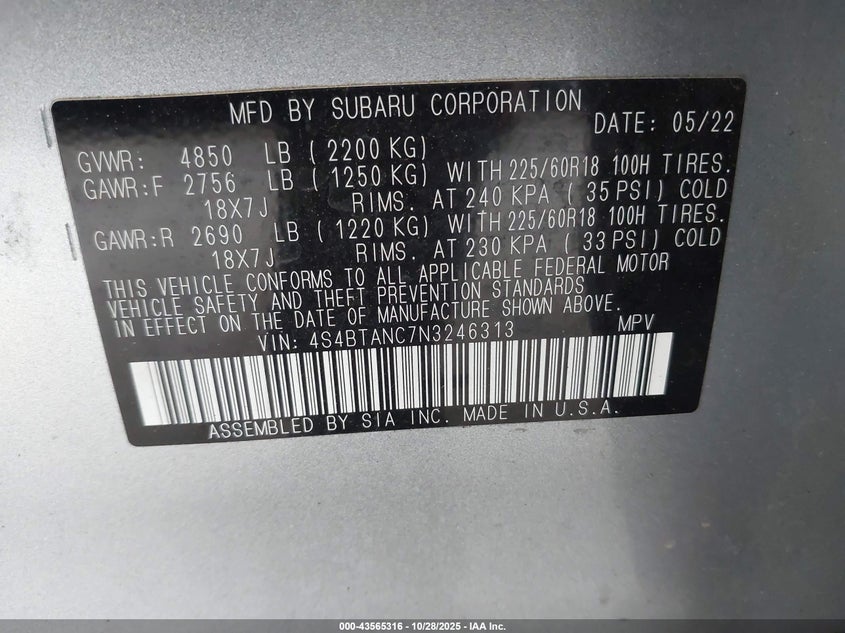 MFD BY SUBARU CORPORATION
DATE: 05/22
GVWR: 4850 LB ( 2200 KG)
GAWR:F 2756 LB ( 1250 KG) WITH 225/60R18 100H TIRES.
18X7J RIMS. AT 240 KPA ( 35 PSI) COLD
GAWR:R 2690 LB ( 1220 KG) WITH 225/60R18 100H TIRES.
18X7J RIMS. AT 230 KPA ( 33 PSI) COLD
THIS VEHICLE CONFORMS TO ALL APPLICABLE FEDERAL MOTOR
VEHICLE SAFETY AND THEFT PREVENTION STANDARDS
IN EFFECT ON THE DATE OF MANUFACTURE SHOWN ABOVE.
VIN: 4S4BTANC7N3246313 MPV
ASSEMBLED BY SIA INC. MADE IN U.S.A.
000-43565316 | 10/28/2025 - IAA Inc.